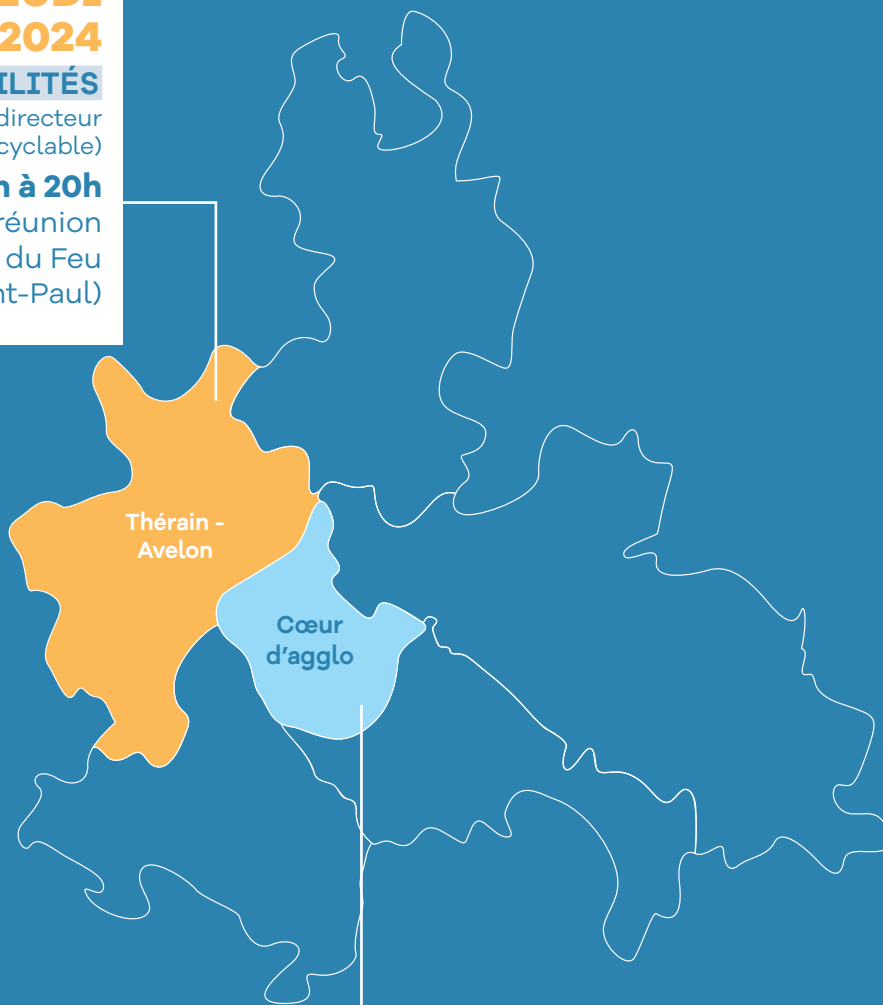 2024
ILITÉS
directeur
cyclable)
à 20h
réunion
du Feu
nt-Paul)
Thérain -
Avelon
Cœur
d'agglo